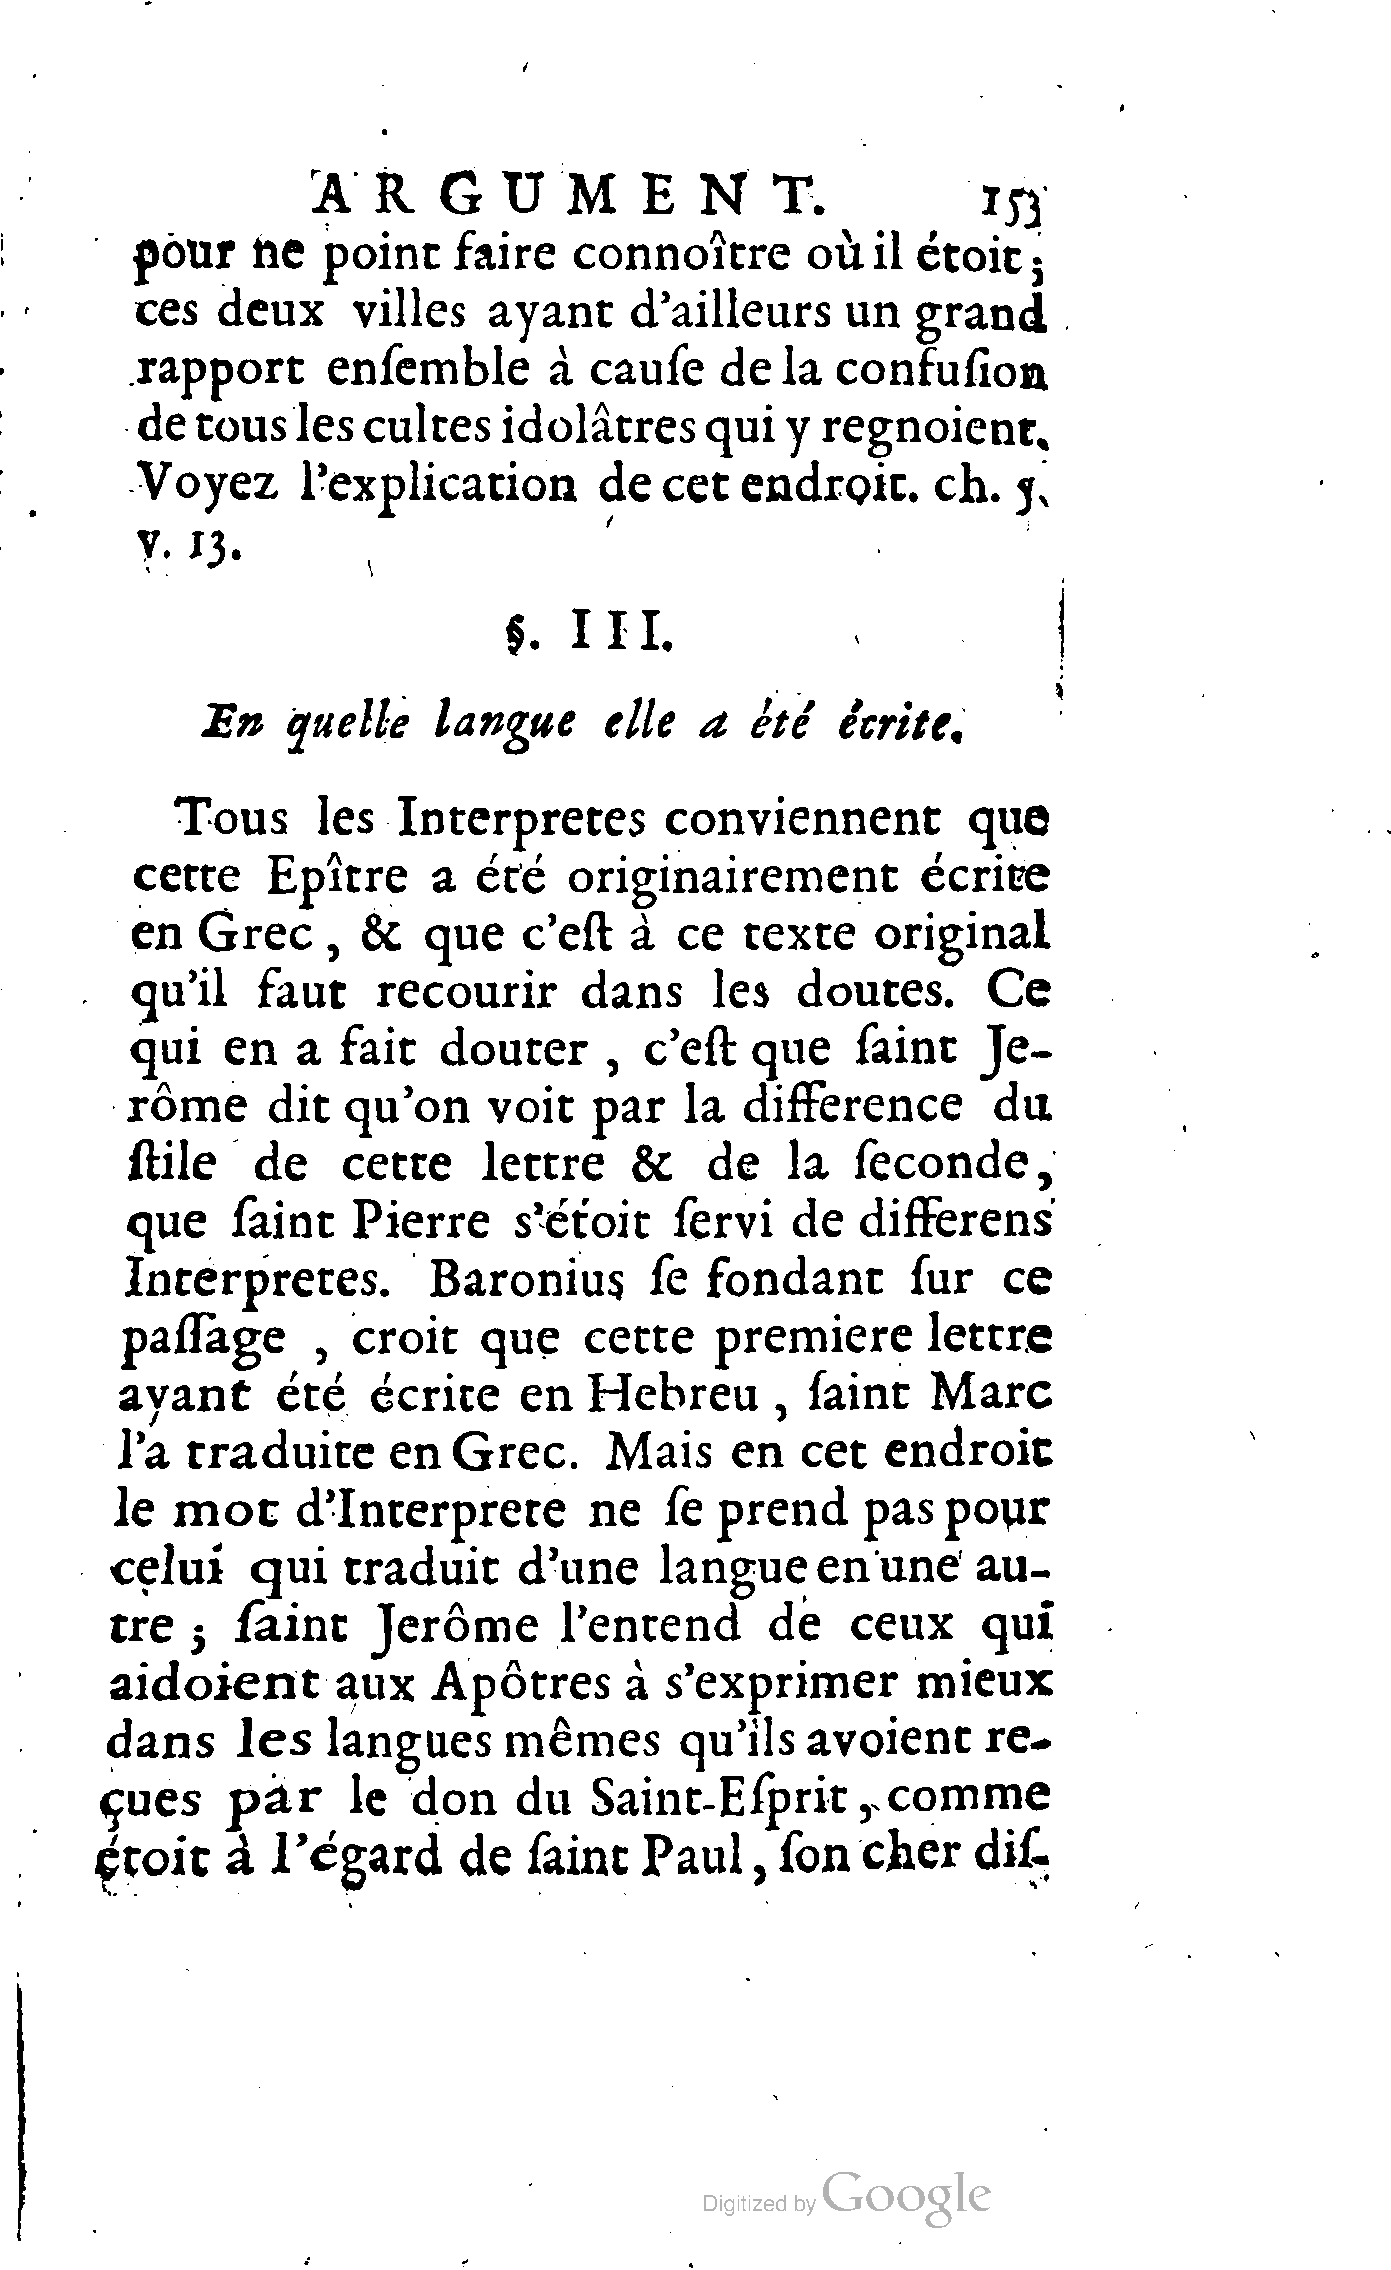 ARGUMENT. 153
pour ne point faire connoître où il étoit ;
ces deux villes ayant d'ailleurs un grand
rapport enſemble à cauſe de la confuſion
de tous les cultes idolâtres qui y regnoient.
Voyez l'explication de cet endroit. ch. 5.
v. 13.
§. III.
En quelle langue elle a été écrite.
Tous les Interpretes conviennent que
cette Epître a été originairement écrite
en Grec , & que c'eſt à ce texte original
qu'il faut recourir dans les doutes. Ce
qui en a fait douter , c'eſt que ſaint Je-
rôme dit qu'on voit par la difference du
ſtile de cette lettre & de la ſeconde,
que ſaint Pierre s'étoit ſervi de differens
Interpretes. Baronius ſe fondant ſur ce
paſſage , croit que cette premiere lettre
ayant été écrite en Hebreu , ſaint Marc
l'a traduite en Grec. Mais en cet endroit
le mot d'Interprete ne ſe prend pas pour
celui qui traduit d'une langue en une au-
tre ; ſaint Jerôme l'entend de ceux qui
aidoient aux Apôtres à s'exprimer mieux
dans les langues mêmes qu'ils avoient re-
çues par le don du Saint-Eſprit, comme
étoit à l'égard de ſaint Paul, ſon cher diſ-
Digitized by Google